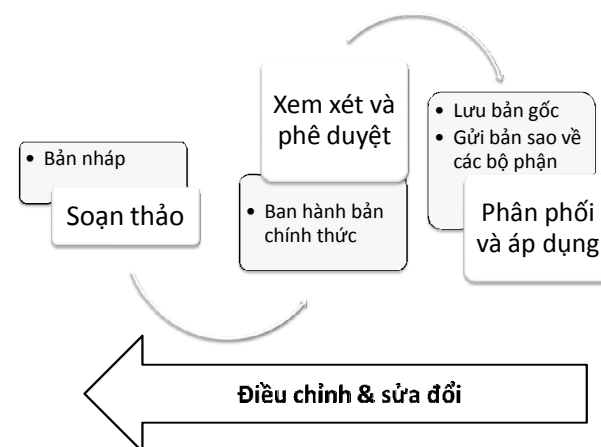 • Bản nháp
Soạn thảo
Xem xét và
phê duyệt
• Ban hành bản
chính thức
• Lưu bản gốc
• Gửi bản sao về
các bộ phận
Phân phối
và áp dụng
Điều chỉnh & sửa đổi